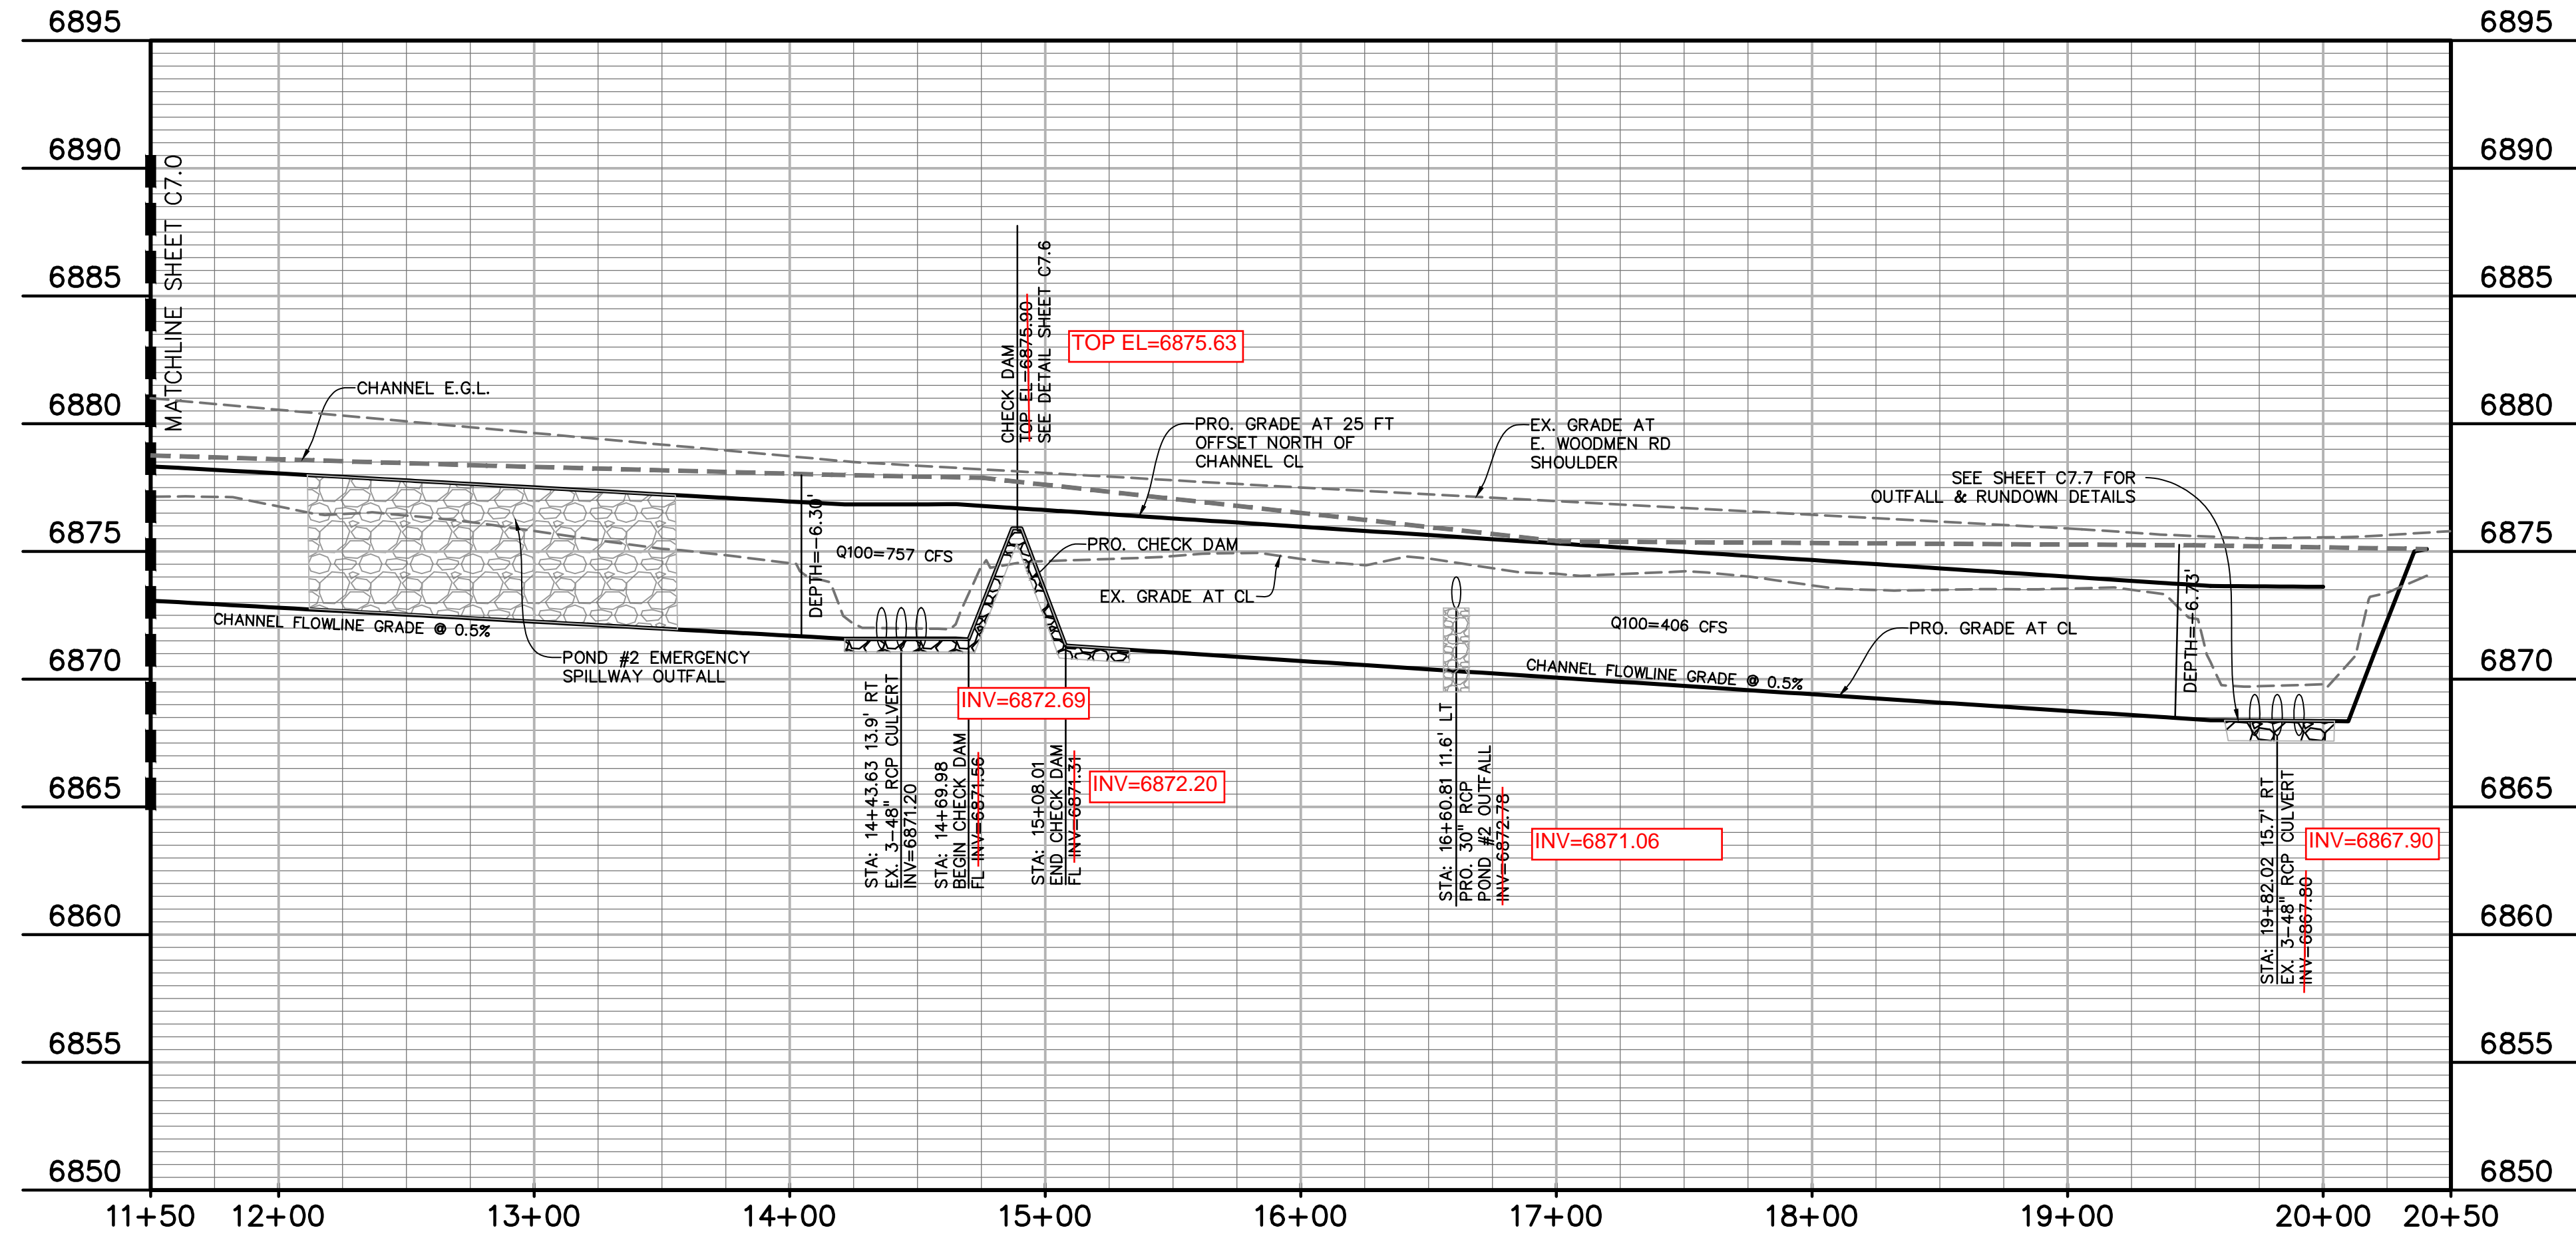 6895
6895
6890
6890
6885
6885
6880
6880
6875
6875
6870
6870
6865
6865
6860
6860
6855
6855
6850
6850
MATCHLINE SHEET C7.0
CHANNEL E.G.L.
CHECK DAM
TOP EL=6875.90
SEE DETAIL SHEET C7.6
TOP EL=6875.63
PRO. GRADE AT 25 FT
OFFSET NORTH OF
CHANNEL CL
EX. GRADE AT
E. WOODMEN RD
SHOULDER
SEE SHEET C7.7 FOR
OUTFALL & RUNDOWN DETAILS
DEPTH=-6.30'
Q100=757 CFS
PRO. CHECK DAM
EX. GRADE AT CL
CHANNEL FLOWLINE GRADE @ 0.5%
POND #2 EMERGENCY
SPILLWAY OUTFALL
Q100=406 CFS
PRO. GRADE AT CL
CHANNEL FLOWLINE GRADE @ 0.5%
DEPTH=-6.73'
STA: 14+43.63 13.9' RT
EX. 3-48" RCP CULVERT
INV=6871.20
INV=6872.69
STA: 14+69.98
BEGIN CHECK DAM
FL INV=6871.56
STA: 15+08.01
END CHECK DAM
FL INV=6871.31
INV=6872.20
STA: 16+60.81 11.6' LT
PRO. 30" RCP
POND #2 OUTFALL
INV=6872.78
INV=6871.06
STA: 19+82.02 15.7' RT
EX. 3-48" RCP CULVERT
INV=6867.80
INV=6867.90
11+50
12+00
13+00
14+00
15+00
16+00
17+00
18+00
19+00
20+00
20+50